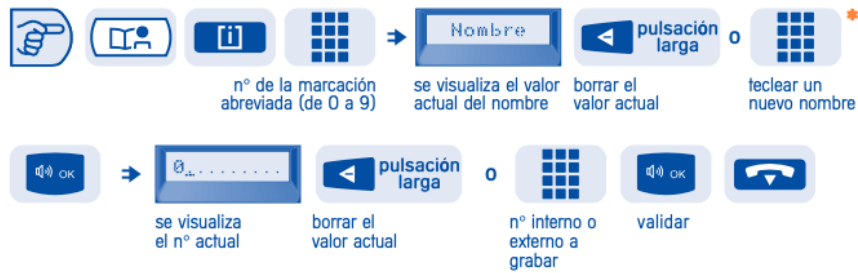 Nombre
pulsación
larga
o
*
n° de la marcación
abreviada (de 0 a 9)
se visualiza el valor
actual del nombre
borrar el
valor actual
teclear un
nuevo nombre
OK
0_........
pulsación
larga
o
OK
se visualiza
el n° actual
borrar el
valor actual
n° interno o
externo a
grabar
validar